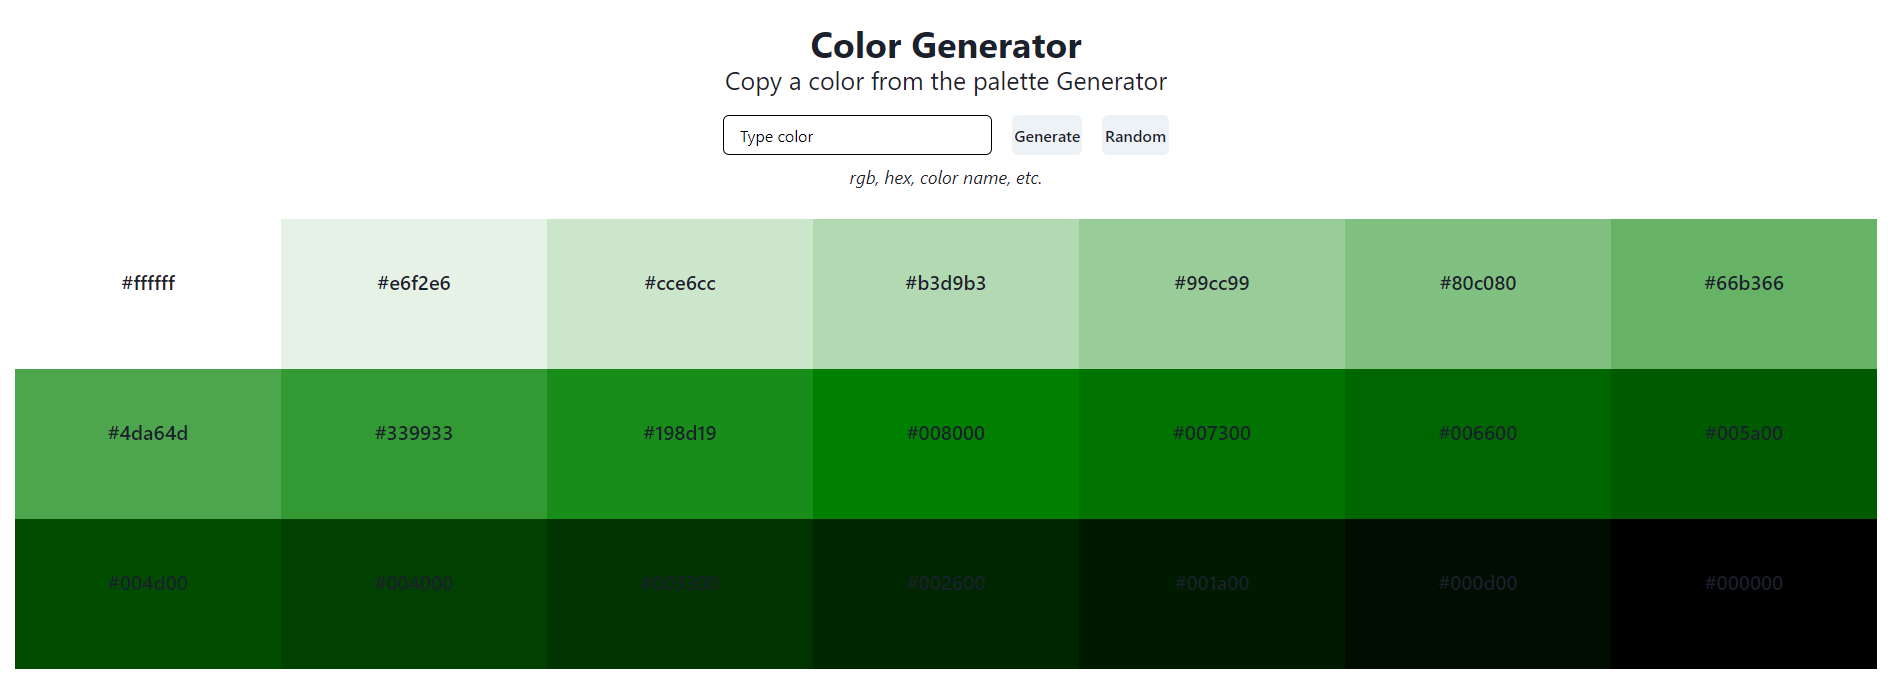 Color Generator
Copy a color from the palette Generator
Type color
Generate
Random
rgb, hex, color name, etc.
#ffffff
#e6f2e6
#cce6cc
#b3d9b3
#99cc99
#80c080
#66b366
#4da64d
#339933
#198d19
#008000
#007300
#006600
#005a00
#004d00
#004000
#003300
#002600
#001a00
#000d00
#000000